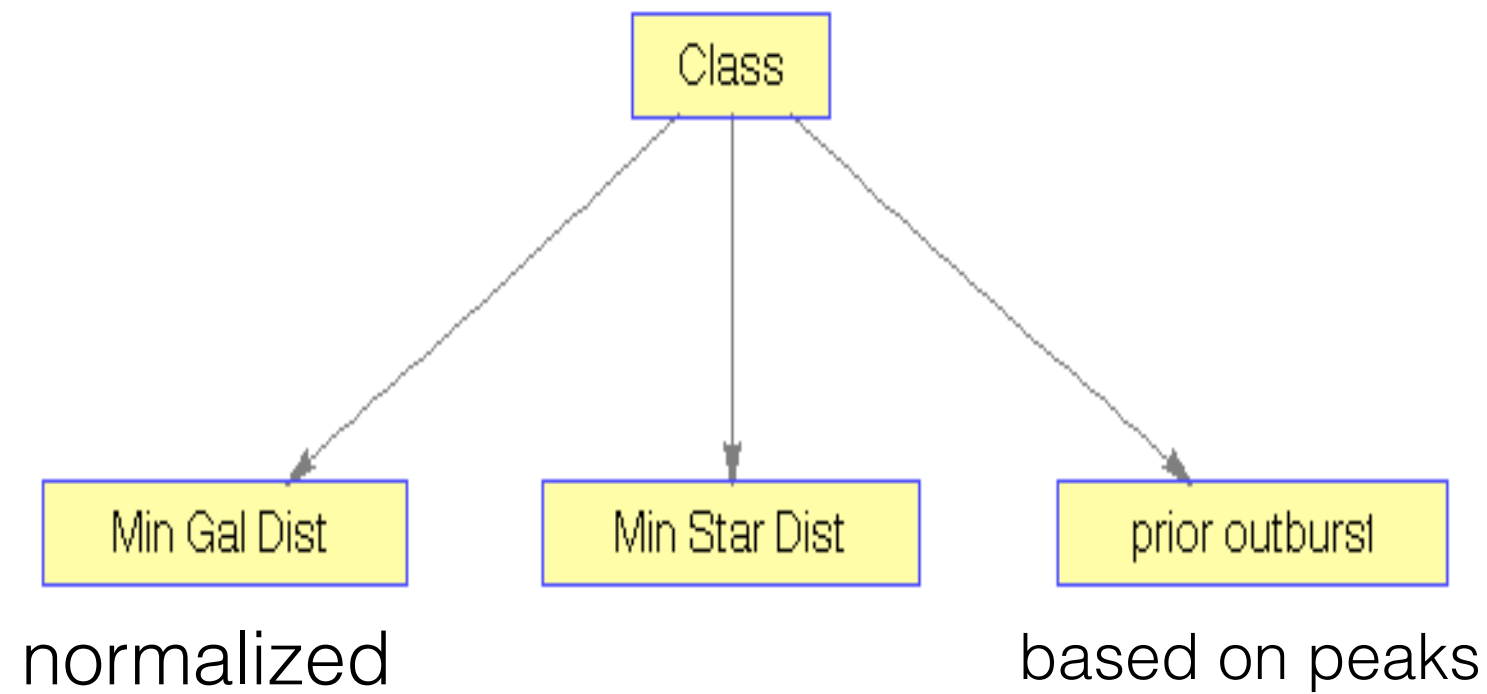 Class
Min Gal Dist
Min Star Dist
prior outburst
normalized
based on peaks